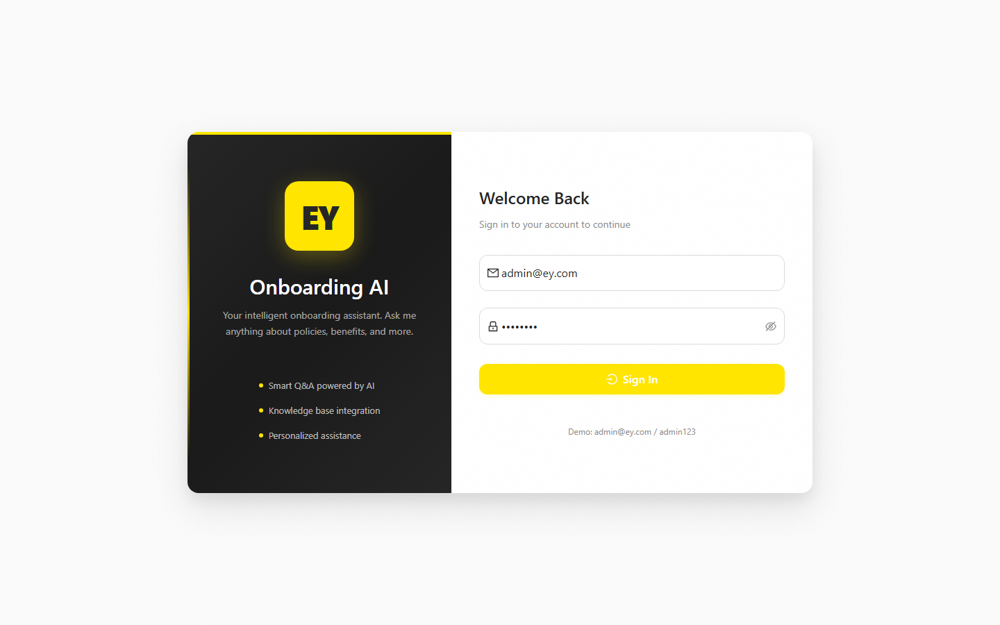 EY
Onboarding AI
Your intelligent onboarding assistant. Ask me
anything about policies, benefits, and more.
Smart Q&A powered by AI
Knowledge base integration
Personalized assistance
Welcome Back
Sign in to your account to continue
admin@ey.com
••••••••
Sign In
Demo: admin@ey.com / admin123